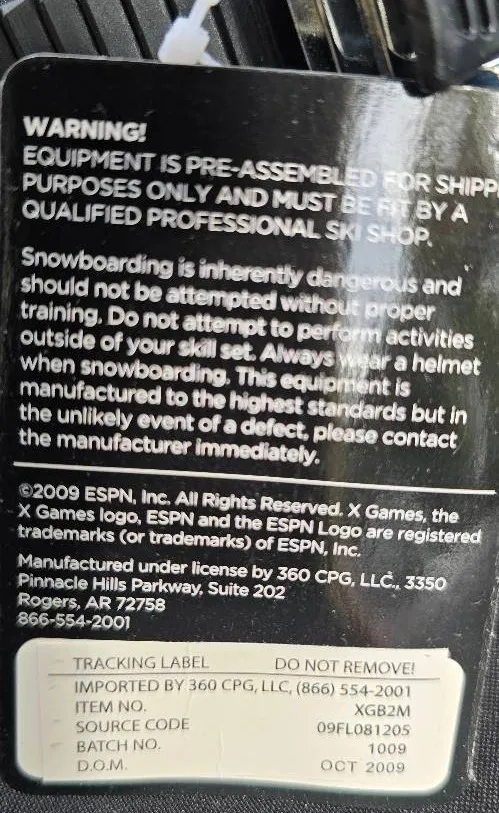 WARNING!
EQUIPMENT IS PRE-ASSEMBLED FOR SHIPP
PURPOSES ONLY AND MUST BE FIT BY A
QUALIFIED PROFESSIONAL SKI SHOP.
Snowboarding is inherently dangerous and
should not be attempted without proper
training. Do not attempt to perform activities
outside of your skill set. Always wear a helmet
when snowboarding. This equipment is
manufactured to the highest standards but in
the unlikely event of a defect, please contact
the manufacturer immediately.
©2009 ESPN, Inc. All Rights Reserved. X Games, the
X Games logo, ESPN and the ESPN Logo are registered
trademarks (or trademarks) of ESPN, Inc.
Manufactured under license by 360 CPG, LLC., 3350
Pinnacle Hills Parkway, Suite 202
Rogers, AR 72758
866-554-2001
TRACKING LABEL DO NOT REMOVE!
IMPORTED BY 360 CPG, LLC, (866) 554-2001
ITEM NO. XGB2M
SOURCE CODE 09FL081205
BATCH NO. 1009
D.O.M. OCT 2009